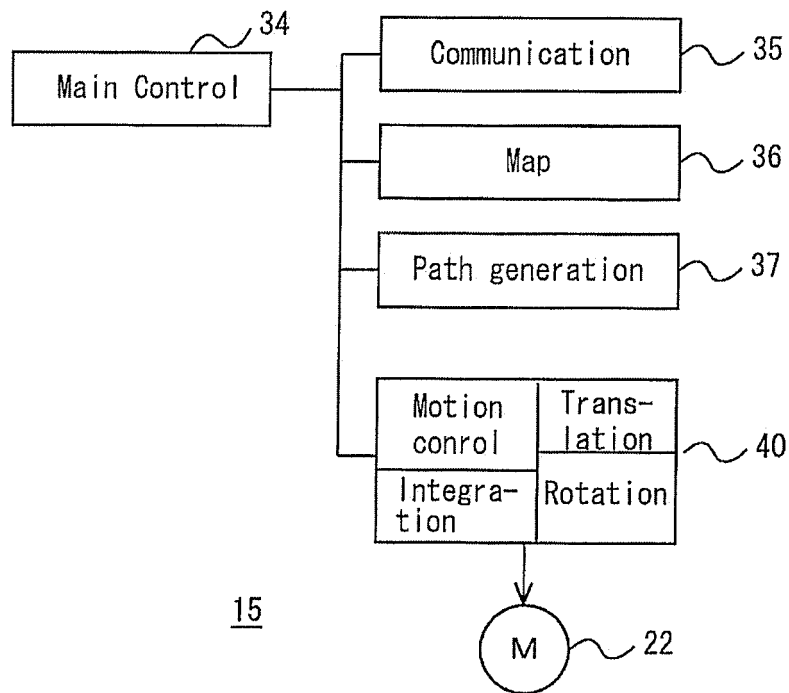 34
Main Control
Communication
35
Map
36
Path generation
37
Motion
conrol
Trans-
lation
Integra-
tion
Rotation
40
15
M
22